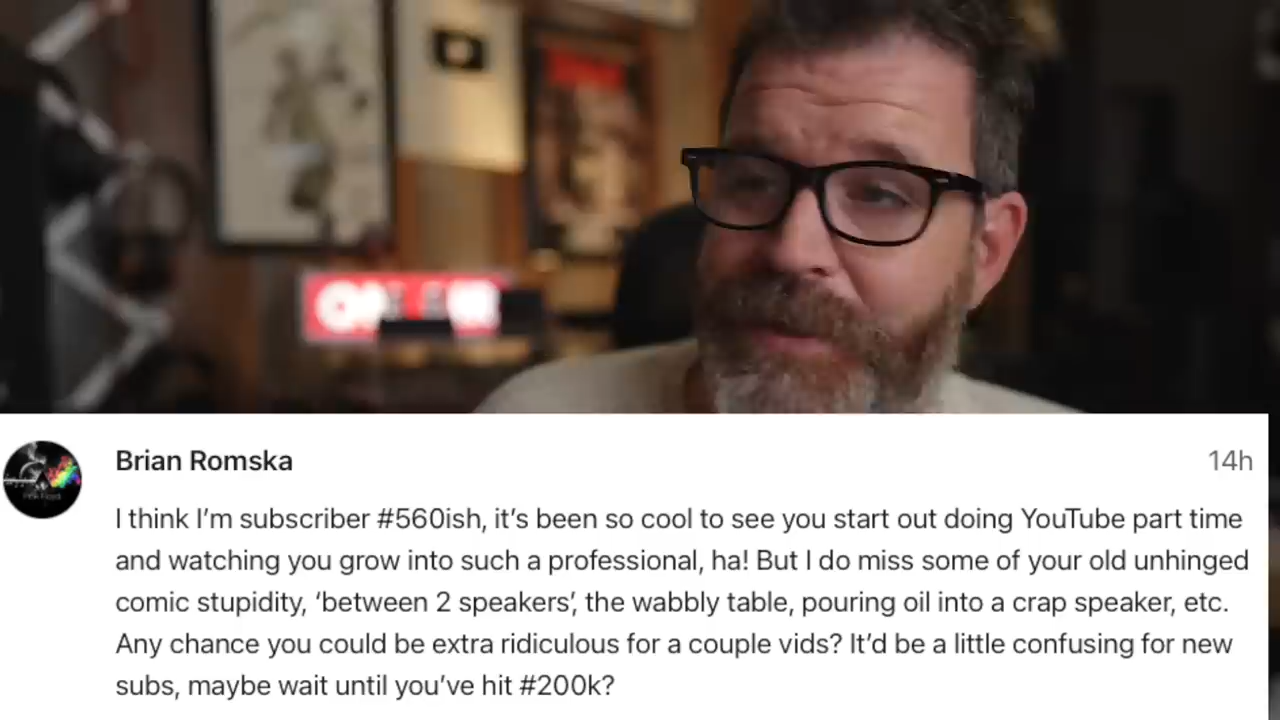 Brian Romska
14h
I think I’m subscriber #560ish, it’s been so cool to see you start out doing YouTube part time
and watching you grow into such a professional, ha! But I do miss some of your old unhinged
comic stupidity, ‘between 2 speakers’, the wabbly table, pouring oil into a crap speaker, etc.
Any chance you could be extra ridiculous for a couple vids? It’d be a little confusing for new
subs, maybe wait until you’ve hit #200k?